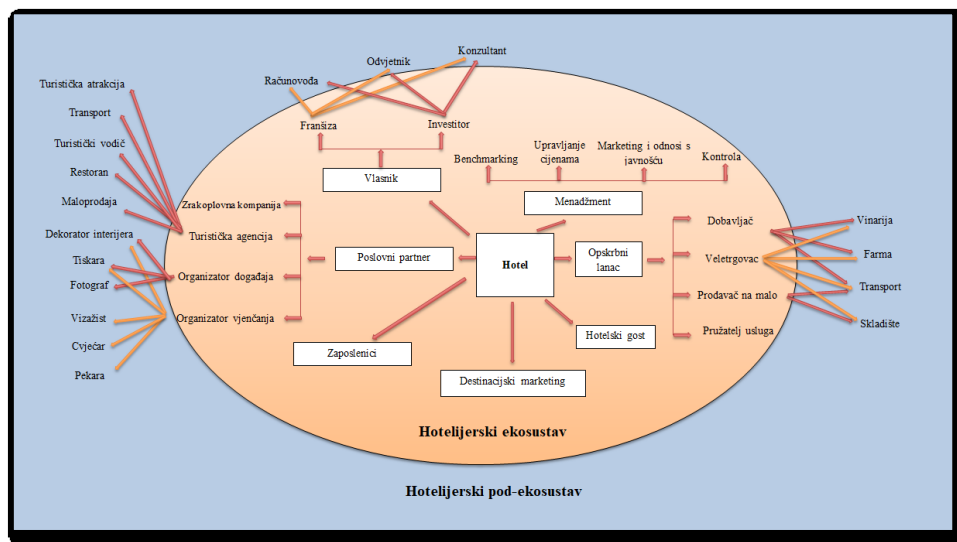 Konzultant
Odvjetnik
Računovođa
Turistička atrakcija
Transport
Turistički vodič
Restoran
Maloprodaja
Dekorator interijera
Tiskara
Fotograf
Vizažist
Cvjećar
Pekara
Franšiza
Investitor
Vlasnik
Benchmarking
Upravljanje
cijenama
Marketing i odnosi s
javnošću
Kontrola
Menadžment
Zrakoplovna kompanija
Turistička agencija
Organizator događaja
Organizator vjenčanja
Poslovni partner
Hotel
Opskrbni
lanac
Dobavljač
Veletrgovac
Prodavač na malo
Pružatelj usluga
Vinarija
Farma
Transport
Skladište
Zaposlenici
Hotelski gost
Destinacijski marketing
Hotelijerski ekosustav
Hotelijerski pod-ekosustav